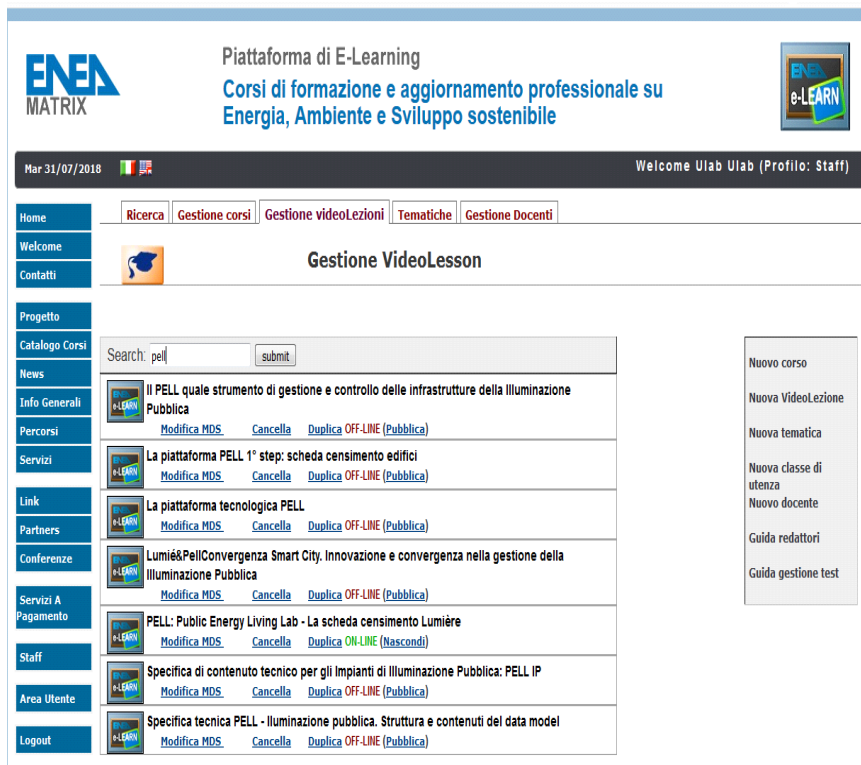 ENEA
MATRIX
Piattaforma di E-Learning
Corsi di formazione e aggiornamento professionale su
Energia, Ambiente e Sviluppo sostenibile
ENEA
e-LEARN
Mar 31/07/2018
Welcome Ulab Ulab (Profilo: Staff)
Home
Welcome
Contatti
Progetto
Catalogo Corsi
News
Info Generali
Percorsi
Servizi
Link
Partners
Conferenze
Servizi A
Pagamento
Staff
Area Utente
Logout
Ricerca Gestione corsi Gestione videoLezioni Tematiche Gestione Docenti
Gestione VideoLesson
Search: pell submit
e-LEARN
Il PELL quale strumento di gestione e controllo delle infrastrutture della Illuminazione
Pubblica
Modifica MDS Cancella Duplica OFF-LINE (Pubblica)
e-LEARN
La piattaforma PELL 1° step: scheda censimento edifici
Modifica MDS Cancella Duplica OFF-LINE (Pubblica)
e-LEARN
La piattaforma tecnologica PELL
Modifica MDS Cancella Duplica OFF-LINE (Pubblica)
e-LEARN
Lumié&PellConvergenza Smart City. Innovazione e convergenza nella gestione della
Illuminazione Pubblica
Modifica MDS Cancella Duplica OFF-LINE (Pubblica)
e-LEARN
PELL: Public Energy Living Lab - La scheda censimento Lumière
Modifica MDS Cancella Duplica ON-LINE (Nascondi)
e-LEARN
Specifica di contenuto tecnico per gli Impianti di Illuminazione Pubblica: PELL IP
Modifica MDS Cancella Duplica OFF-LINE (Pubblica)
e-LEARN
Specifica tecnica PELL - Iluminazione pubblica. Struttura e contenuti del data model
Modifica MDS Cancella Duplica OFF-LINE (Pubblica)
Nuovo corso
Nuova VideoLezione
Nuova tematica
Nuova classe di
utenza
Nuovo docente
Guida redattori
Guida gestione test